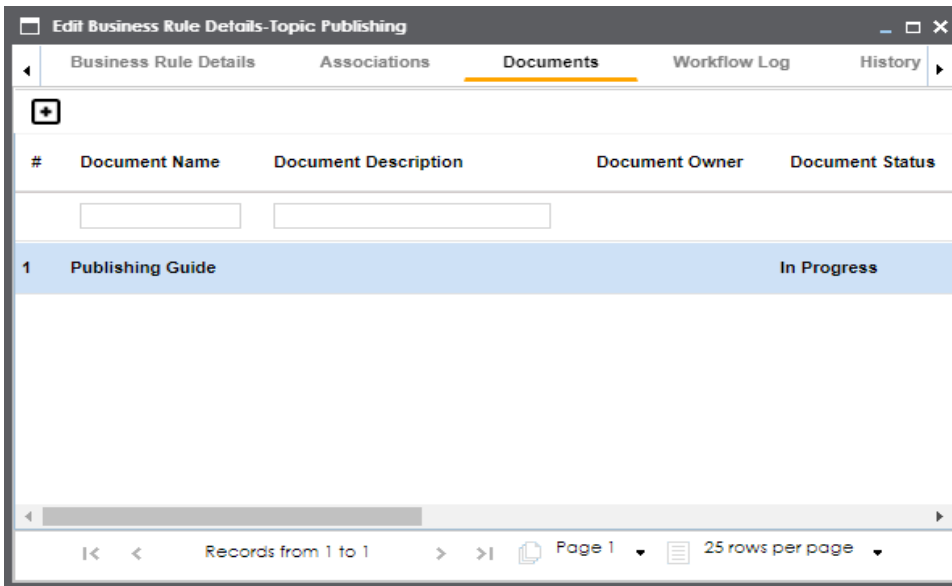 Edit Business Rule Details-Topic Publishing
Business Rule Details Associations Documents Workflow Log History
# Document Name Document Description Document Owner Document Status
1 Publishing Guide In Progress
Records from 1 to 1 Page 1 25 rows per page